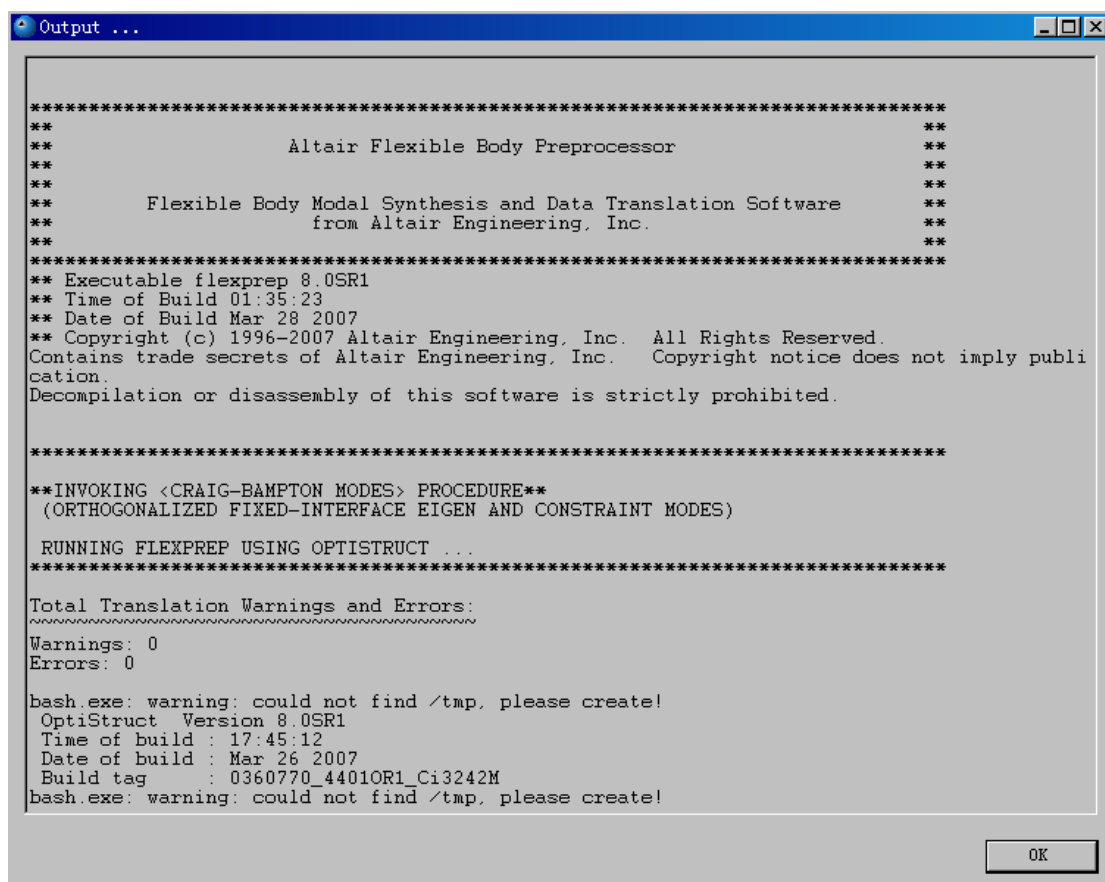 Output ...
******************************************************************************
** **
** Altair Flexible Body Preprocessor **
** **
** **
** Flexible Body Modal Synthesis and Data Translation Software **
** from Altair Engineering, Inc. **
** **
******************************************************************************
** Executable flexprep 8.0SR1
** Time of Build 01:35:23
** Date of Build Mar 28 2007
** Copyright (c) 1996-2007 Altair Engineering, Inc. All Rights Reserved.
Contains trade secrets of Altair Engineering, Inc. Copyright notice does not imply publi
cation.
Decompilation or disassembly of this software is strictly prohibited.
******************************************************************************
**INVOKING <CRAIG-BAMPTON MODES> PROCEDURE**
(ORTHOGONALIZED FIXED-INTERFACE EIGEN AND CONSTRAINT MODES)
RUNNING FLEXPREP USING OPTISTRUCT ...
******************************************************************************
Total Translation Warnings and Errors:
~~~~~~~~~~~~~~~~~~~~~~~~~~~~~~~~~~~~~~
Warnings: 0
Errors: 0
bash.exe: warning: could not find /tmp, please create!
OptiStruct Version 8.0SR1
Time of build : 17:45:12
Date of build : Mar 26 2007
Build tag : 0360770_4401OR1_Ci3242M
bash.exe: warning: could not find /tmp, please create!
OK